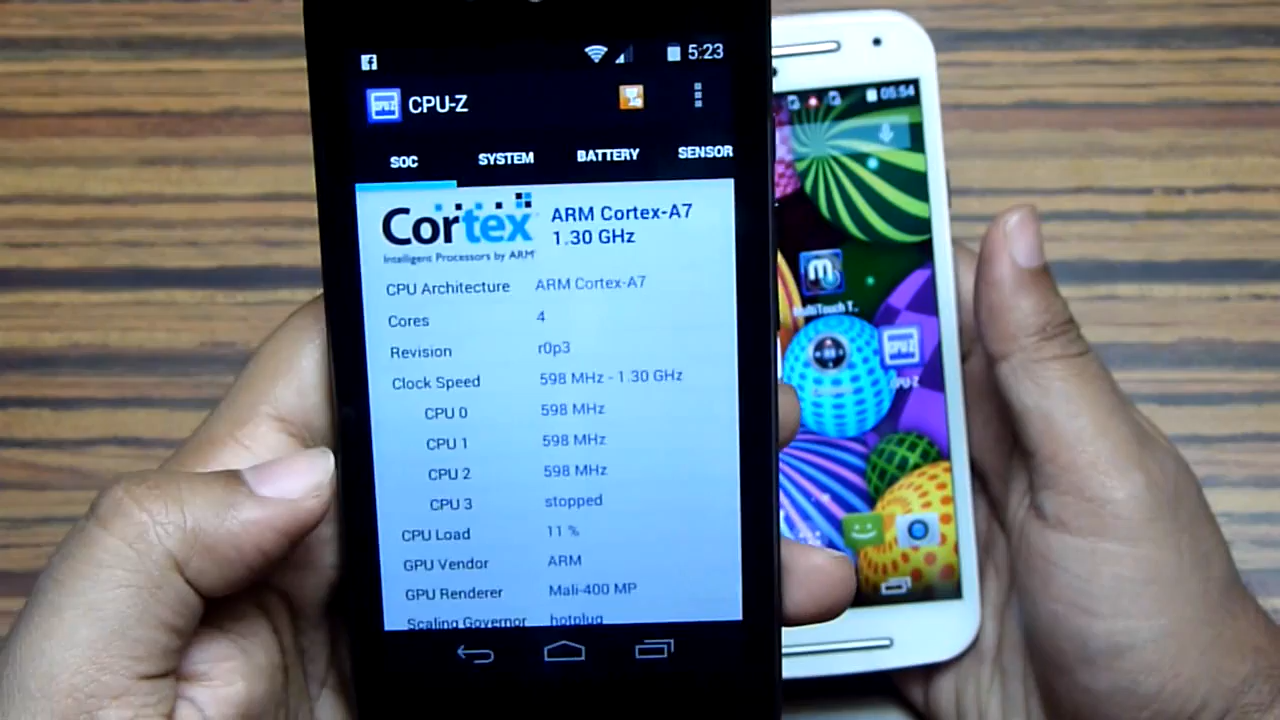 5:23
CPU-Z
SOC SYSTEM BATTERY SENSOR
Cortex
Intelligent Processors by ARM
ARM Cortex-A7
1.30 GHz
CPU Architecture ARM Cortex-A7
Cores 4
Revision r0p3
Clock Speed 598 MHz - 1.30 GHz
CPU 0 598 MHz
CPU 1 598 MHz
CPU 2 598 MHz
CPU 3 stopped
CPU Load 11 %
GPU Vendor ARM
GPU Renderer Mali-400 MP
Scaling Governor hotplug
05:54
MultiTouch T..
CPU-Z
CPU-Z